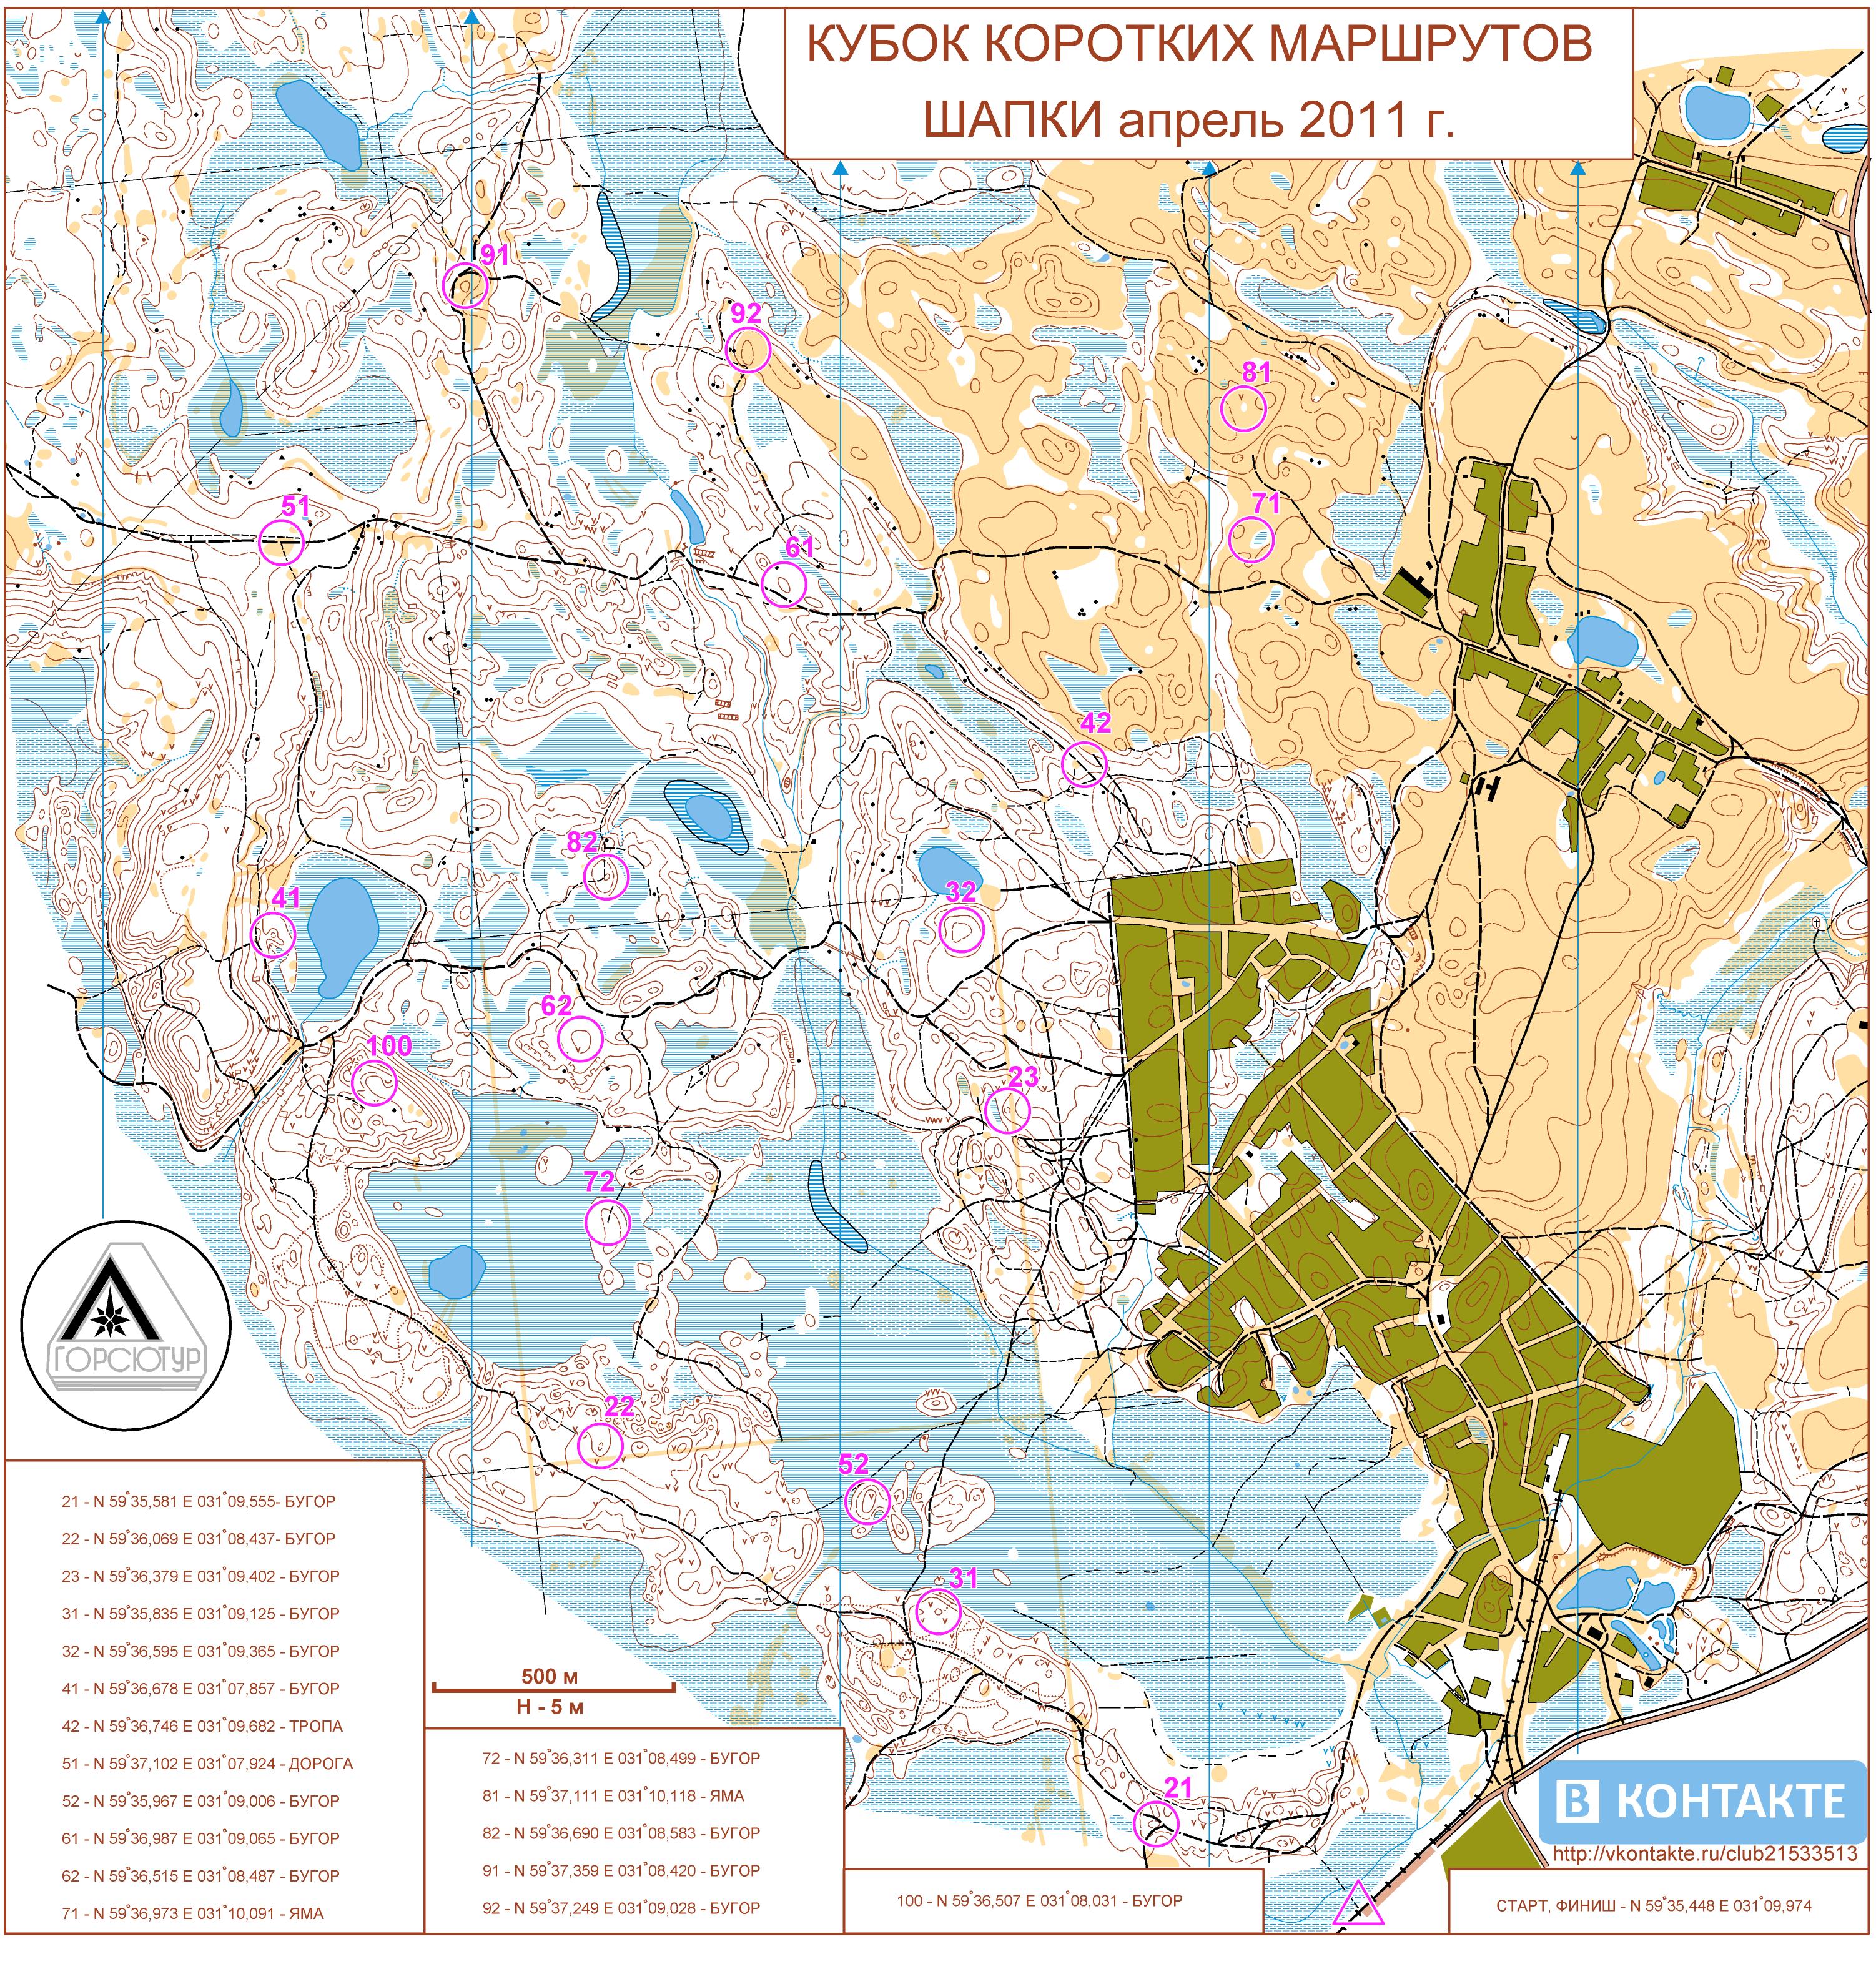 КУБОК КОРОТКИХ МАРШРУТОВ
ШАПКИ апрель 2011 г.
91
92
81
51
71
61
42
82
41
32
62
100
23
72
22
52
31
21
ГОРСЮТУР
500 м
Н - 5 м
21 - N 59°35,581 E 031°09,555- БУГОР
22 - N 59°36,069 E 031°08,437- БУГОР
23 - N 59°36,379 E 031°09,402 - БУГОР
31 - N 59°35,835 E 031°09,125 - БУГОР
32 - N 59°36,595 E 031°09,365 - БУГОР
41 - N 59°36,678 E 031°07,857 - БУГОР
42 - N 59°36,746 E 031°09,682 - ТРОПА
51 - N 59°37,102 E 031°07,924 - ДОРОГА
52 - N 59°35,967 E 031°09,006 - БУГОР
61 - N 59°36,987 E 031°09,065 - БУГОР
62 - N 59°36,515 E 031°08,487 - БУГОР
71 - N 59°36,973 E 031°10,091 - ЯМА
72 - N 59°36,311 E 031°08,499 - БУГОР
81 - N 59°37,111 E 031°10,118 - ЯМА
82 - N 59°36,690 E 031°08,583 - БУГОР
91 - N 59°37,359 E 031°08,420 - БУГОР
92 - N 59°37,249 E 031°09,028 - БУГОР
100 - N 59°36,507 E 031°08,031 - БУГОР
В КОНТАКТЕ
http://vkontakte.ru/club21533513
СТАРТ, ФИНИШ - N 59°35,448 E 031°09,974